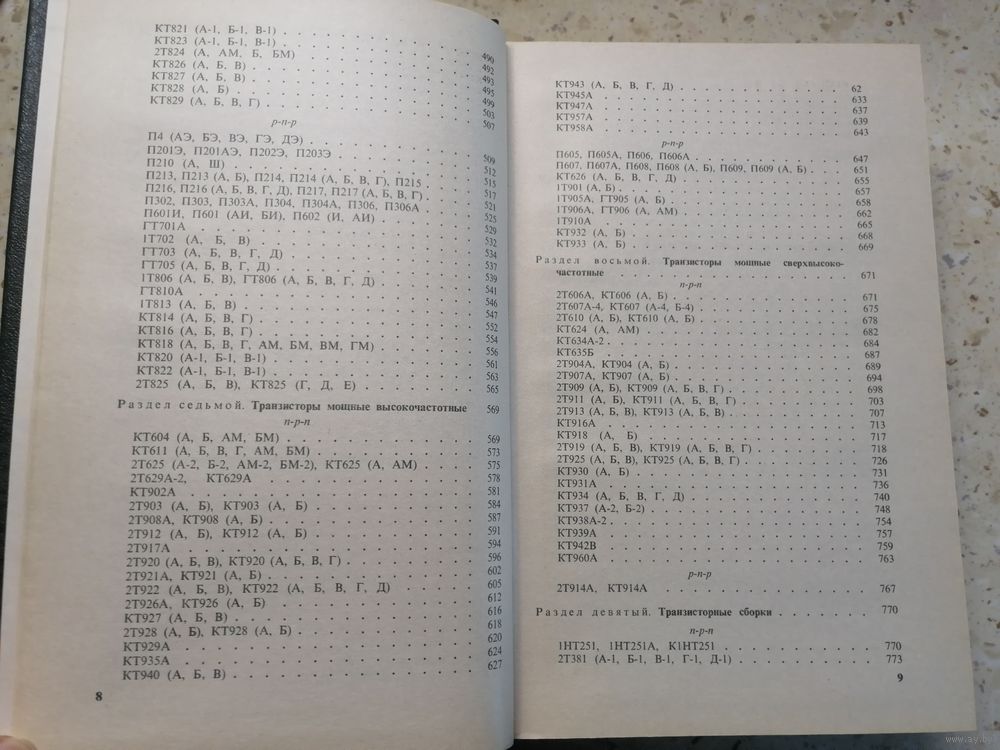 КТ821 (А-1, Б-1, В-1) . . . . . . . . . . 490
КТ823 (А-1, Б-1, В-1) . . . . . . . . . . 492
2Т824 (А, АМ, Б, БМ) . . . . . . . . . . 493
КТ826 (А, Б, В) . . . . . . . . . . 495
КТ827 (А, Б, В) . . . . . . . . . . 499
КТ828 (А, Б) . . . . . . . . . . 503
КТ829 (А, Б, В, Г) . . . . . . . . . . 507
p-n-p
П4 (АЭ, БЭ, ВЭ, ГЭ, ДЭ) . . . . . . . . . . 509
П201Э, П201АЭ, П202Э, П203Э . . . . . . . . . . 512
П210 (А, Ш) . . . . . . . . . . 515
П213, П213 (А, Б), П214, П214 (А, Б, В, Г), П215 . 517
П216, П216 (А, Б, В, Г, Д), П217, П217 (А, Б, В, Г) . 521
П302, П303, П303А, П304, П304А, П306, П306А . 525
П601И, П601 (АИ, БИ), П602 (И, АИ) . . . . 529
ГТ701А . . . . . . . . . . 532
1Т702 (А, Б, В) . . . . . . . . . . 534
ГТ703 (А, Б, В, Г, Д) . . . . . . . . . . 537
ГТ705 (А, Б, В, Г, Д) . . . . . . . . . . 539
1Т806 (А, Б, В), ГТ806 (А, Б, В, Г, Д) . . . . 541
ГТ810А . . . . . . . . . . 546
1Т813 (А, Б, В) . . . . . . . . . . 547
КТ814 (А, Б, В, Г) . . . . . . . . . . 552
КТ816 (А, Б, В, Г) . . . . . . . . . . 554
КТ818 (А, Б, В, Г, АМ, БМ, ВМ, ГМ) . . . . 556
КТ820 (А-1, Б-1, В-1) . . . . . . . . . . 561
КТ822 (А-1, Б-1, В-1) . . . . . . . . . . 563
2Т825 (А, Б, В), КТ825 (Г, Д, Е) . . . . . 565
Раздел седьмой. Транзисторы мощные высокочастотные 569
n-p-n
КТ604 (А, Б, АМ, БМ) . . . . . . . . . . 569
КТ611 (А, Б, В, Г, АМ, БМ) . . . . . . . . 573
2Т625 (А-2, Б-2, АМ-2, БМ-2), КТ625 (А, АМ) . . . 575
2Т629А-2, КТ629А . . . . . . . . . . 578
КТ902А . . . . . . . . . . 581
2Т903 (А, Б), КТ903 (А, Б) . . . . . . . . 584
2Т908А, КТ908 (А, Б) . . . . . . . . . . 587
2Т912 (А, Б), КТ912 (А, Б) . . . . . . . . 591
2Т917А . . . . . . . . . . 594
2Т920 (А, Б, В), КТ920 (А, Б, В, Г) . . . . . 596
2Т921А, КТ921 (А, Б) . . . . . . . . . . 602
2Т922 (А, Б, В), КТ922 (А, Б, В, Г, Д) . . . . 605
2Т926А, КТ926 (А, Б) . . . . . . . . . . 612
КТ927 (А, Б, В) . . . . . . . . . . 616
2Т928 (А, Б), КТ928 (А, Б) . . . . . . . . 618
КТ929А . . . . . . . . . . 620
КТ935А . . . . . . . . . . 624
КТ940 (А, Б, В) . . . . . . . . . . 627
8
КТ943 (А, Б, В, Г, Д) . . . . . . . . . . 62
КТ945А . . . . . . . . . . 633
КТ947А . . . . . . . . . . 637
КТ957А . . . . . . . . . . 639
КТ958А . . . . . . . . . . 643
p-n-p
П605, П605А, П606, П606А . . . . . . . . 647
П607, П607А, П608, П608 (А, Б), П609, П609 (А, Б) . . 651
КТ626 (А, Б, В, Г, Д) . . . . . . . . . . 655
1Т901 (А, Б) . . . . . . . . . . 657
1Т905А, ГТ905 (А, Б) . . . . . . . . . . 658
1Т906А, ГТ906 (А, АМ) . . . . . . . . . . 662
1Т910А . . . . . . . . . . 665
КТ932 (А, Б) . . . . . . . . . . 668
КТ933 (А, Б) . . . . . . . . . . 669
Раздел восьмой. Транзисторы мощные сверхвысоко-
частотные . . . . . . . . . . 671
n-p-n
2Т606А, КТ606 (А, Б) . . . . . . . . . . 671
2Т607А-4, КТ607 (А-4, Б-4) . . . . . . . . 675
2Т610 (А, Б), КТ610 (А, Б) . . . . . . . . 678
КТ624 (А, АМ) . . . . . . . . . . 682
КТ634А-2 . . . . . . . . . . 684
КТ635Б . . . . . . . . . . 687
2Т904А, КТ904 (А, Б) . . . . . . . . . . 689
2Т907А, КТ907 (А, Б) . . . . . . . . . . 694
2Т909 (А, Б), КТ909 (А, Б, В, Г) . . . . . . 698
2Т911 (А, Б), КТ911 (А, Б, В, Г) . . . . . . 703
2Т913 (А, Б, В), КТ913 (А, Б, В) . . . . . . 707
КТ916А . . . . . . . . . . 713
КТ918 (А, Б) . . . . . . . . . . 717
2Т919 (А, Б, В), КТ919 (А, Б, В, Г) . . . . . 718
2Т925 (А, Б, В), КТ925 (А, Б, В, Г) . . . . . 726
КТ930 (А, Б) . . . . . . . . . . 731
КТ931А . . . . . . . . . . 736
КТ934 (А, Б, В, Г, Д) . . . . . . . . . . 740
КТ937 (А-2, Б-2) . . . . . . . . . . 748
КТ938А-2 . . . . . . . . . . 754
КТ939А . . . . . . . . . . 757
КТ942В . . . . . . . . . . 759
КТ960А . . . . . . . . . . 763
p-n-p
2Т914А, КТ914А . . . . . . . . . . 767
Раздел девятый. Транзисторные сборки . . . . 770
n-p-n
1НТ251, 1НТ251А, К1НТ251 . . . . . . . . 770
2Т381 (А-1, Б-1, В-1, Г-1, Д-1) . . . . . . . 773
9
www.ay.by